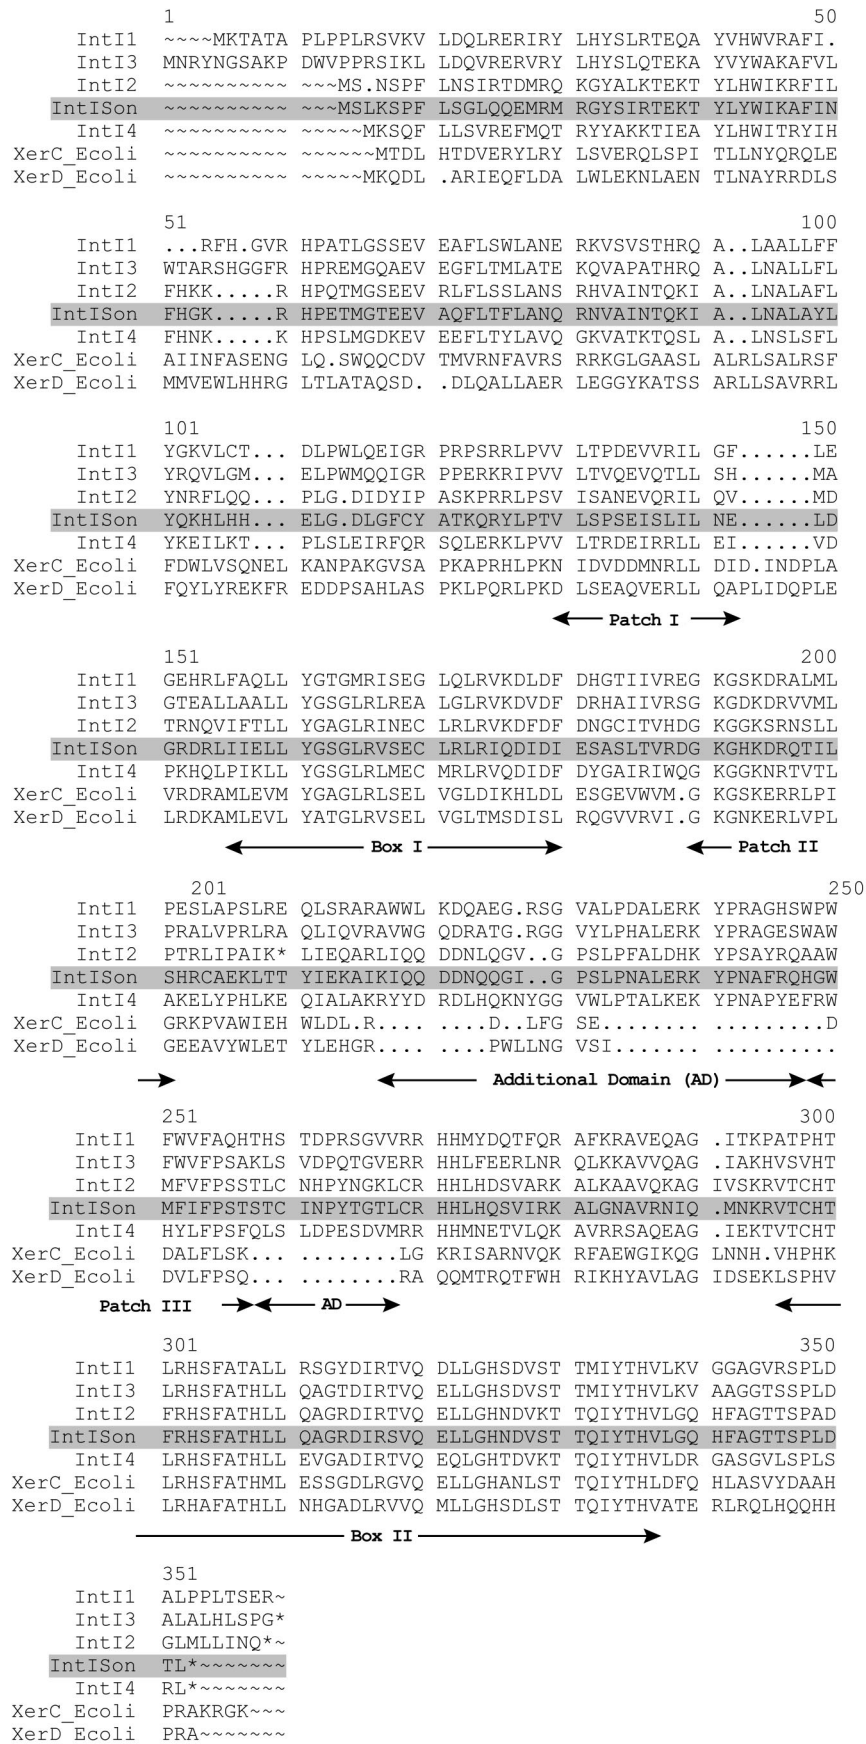 1 50
IntI1 ~~~~MKTATA PLPPLRSVKV LDQLRERIRY LHYSLRTEQA YVHWVRAFI.
IntI3 MNRYNGSAKP DWVPPRSIKL LDQVRERVRY LHYSLQTEKA YVYWAKAFVL
IntI2 ~~~~~~~~~~ ~~~MS.NSPF LNSIRTDMRQ KGYALKTEKT YLHWIKRFIL
IntISon ~~~~~~~~~~ ~~~MSLKSPF LSGLQQEMRM RGYSIRTEKT YLYWIKAFIN
IntI4 ~~~~~~~~~~ ~~~~~MKSQF LLSVREFMQT RYYAKKTIEA YLHWITRYIH
XerC_Ecoli ~~~~~~~~~~ ~~~~~~MTDL HTDVERYLRY LSVERQLSPI TLLNYQRQLE
XerD_Ecoli ~~~~~~~~~~ ~~~~~MKQDL .ARIEQFLDA LWLEKNLAEN TLNAYRRDLS
51 100
IntI1 ...RFH.GVR HPATLGSSEV EAFLSWLANE RKVSVSTHRQ A..LAALLFF
IntI3 WTARSHGGFR HPREMGQAEV EGFLTMLATE KQVAPATHRQ A..LNALLFL
IntI2 FHKK.....R HPQTMGSEEV RLFLSSLANS RHVAINTQKI A..LNALAFL
IntISon FHGK.....R HPETMGTEEV AQFLTFLANQ RNVAINTQKI A..LNALAYL
IntI4 FHNK.....K HPSLMGDKEV EEFLTYLAVQ GKVATKTQSL A..LNSLSFL
XerC_Ecoli AIINFASENG LQ.SWQQCDV TMVRNFAVRS RRKGLGAASL ALRLSALRSF
XerD_Ecoli MMVEWLHHRG LTLATAQSD. .DLQALLAER LEGGYKATSS ARLLSAVRRL
101 150
IntI1 YGKVLCT... DLPWLQEIGR PRPSRRLPVV LTPDEVVRIL GF......LE
IntI3 YRQVLGM... ELPWMQQIGR PPERKRIPVV LTVQEVQTLL SH......MA
IntI2 YNRFLQQ... PLG.DIDYIP ASKPRRLPSV ISANEVQRIL QV......MD
IntISon YQKHLHH... ELG.DLGFCY ATKQRYLPTV LSPSEISLIL NE......LD
IntI4 YKEILKT... PLSLEIRFQR SQLERKLPVV LTRDEIRRLL EI......VD
XerC_Ecoli FDWLVSQNEL KANPAKGVSA PKAPRHLPKN IDVDDMNRLL DID.INDPLA
XerD_Ecoli FQYLYREKFR EDDPSAHLAS PKLPQRLPKD LSEAQVERLL QAPLIDQPLE
Patch I
151 200
IntI1 GEHRLFAQLL YGTGMRISEG LQLRVKDLDF DHGTIIVREG KGSKDRALML
IntI3 GTEALLAALL YGSGLRLREA LGLRVKDVDF DRHAIIVRSG KGDKDRVVML
IntI2 TRNQVIFTLL YGAGLRINEC LRLRVKDFDF DNGCITVHDG KGGKSRNSLL
IntISon GRDRLIIELL YGSGLRVSEC LRLRIQDIDI ESASLTVRDG KGHKDRQTIL
IntI4 PKHQLPIKLL YGSGLRLMEC MRLRVQDIDF DYGAIRIWQG KGGKNRTVTL
XerC_Ecoli VRDRAMLEVM YGAGLRLSEL VGLDIKHLDL ESGEVWVM.G KGSKERRLPI
XerD_Ecoli LRDKAMLEVL YATGLRVSEL VGLTMSDISL RQGVVRVI.G KGNKERLVPL
Box I Patch II
201 250
IntI1 PESLAPSLRE QLSRARAWWL KDQAEG.RSG VALPDALERK YPRAGHSWPW
IntI3 PRALVPRLRA QLIQVRAVWG QDRATG.RGG VYLPHALERK YPRAGESWAW
IntI2 PTRLIPAIK* LIEQARLIQQ DDNLQGV..G PSLPFALDHK YPSAYRQAAW
IntISon SHRCAEKLTT YIEKAIKIQQ DDNQQGI..G PSLPNALERK YPNAFRQHGW
IntI4 AKELYPHLKE QIALAKRYYD RDLHQKNYGG VWLPTALKEK YPNAPYEFRW
XerC_Ecoli GRKPVAWIEH WLDL.R.... ....D..LFG SE........ .........D
XerD_Ecoli GEEAVYWLET YLEHGR.... ....PWLLNG VSI....... ..........
Additional Domain (AD)
251 300
IntI1 FWVFAQHTHS TDPRSGVVRR HHMYDQTFQR AFKRAVEQAG .ITKPATPHT
IntI3 FWVFPSAKLS VDPQTGVERR HHLFEERLNR QLKKAVVQAG .IAKHVSVHT
IntI2 MFVFPSSTLC NHPYNGKLCR HHLHDSVARK ALKAAVQKAG IVSKRVTCHT
IntISon MFIFPSTSTC INPYTGTLCR HHLHQSVIRK ALGNAVRNIQ .MNKRVTCHT
IntI4 HYLFPSFQLS LDPESDVMRR HHMNETVLQK AVRRSAQEAG .IEKTVTCHT
XerC_Ecoli DALFLSK... ........LG KRISARNVQK RFAEWGIKQG LNNH.VHPHK
XerD_Ecoli DVLFPSQ... ........RA QQMTRQTFWH RIKHYAVLAG IDSEKLSPHV
Patch III AD
301 350
IntI1 LRHSFATALL RSGYDIRTVQ DLLGHSDVST TMIYTHVLKV GGAGVRSPLD
IntI3 LRHSFATHLL QAGTDIRTVQ ELLGHSDVST TMIYTHVLKV AAGGTSSPLD
IntI2 FRHSFATHLL QAGRDIRTVQ ELLGHNDVKT TQIYTHVLGQ HFAGTTSPAD
IntISon FRHSFATHLL QAGRDIRSVQ ELLGHNDVST TQIYTHVLGQ HFAGTTSPLD
IntI4 LRHSFATHLL EVGADIRTVQ EQLGHTDVKT TQIYTHVLDR GASGVLSPLS
XerC_Ecoli LRHSFATHML ESSGDLRGVQ ELLGHANLST TQIYTHLDFQ HLASVYDAAH
XerD_Ecoli LRHAFATHLL NHGADLRVVQ MLLGHSDLST TQIYTHVATE RLRQLHQQHH
Box II
351
IntI1 ALPPLTSER~
IntI3 ALALHLSPG*
IntI2 GLMLLINQ*~
IntISon TL*~~~~~~~
IntI4 RL*~~~~~~~
XerC_Ecoli PRAKRGK~~~
XerD_Ecoli PRA~~~~~~~